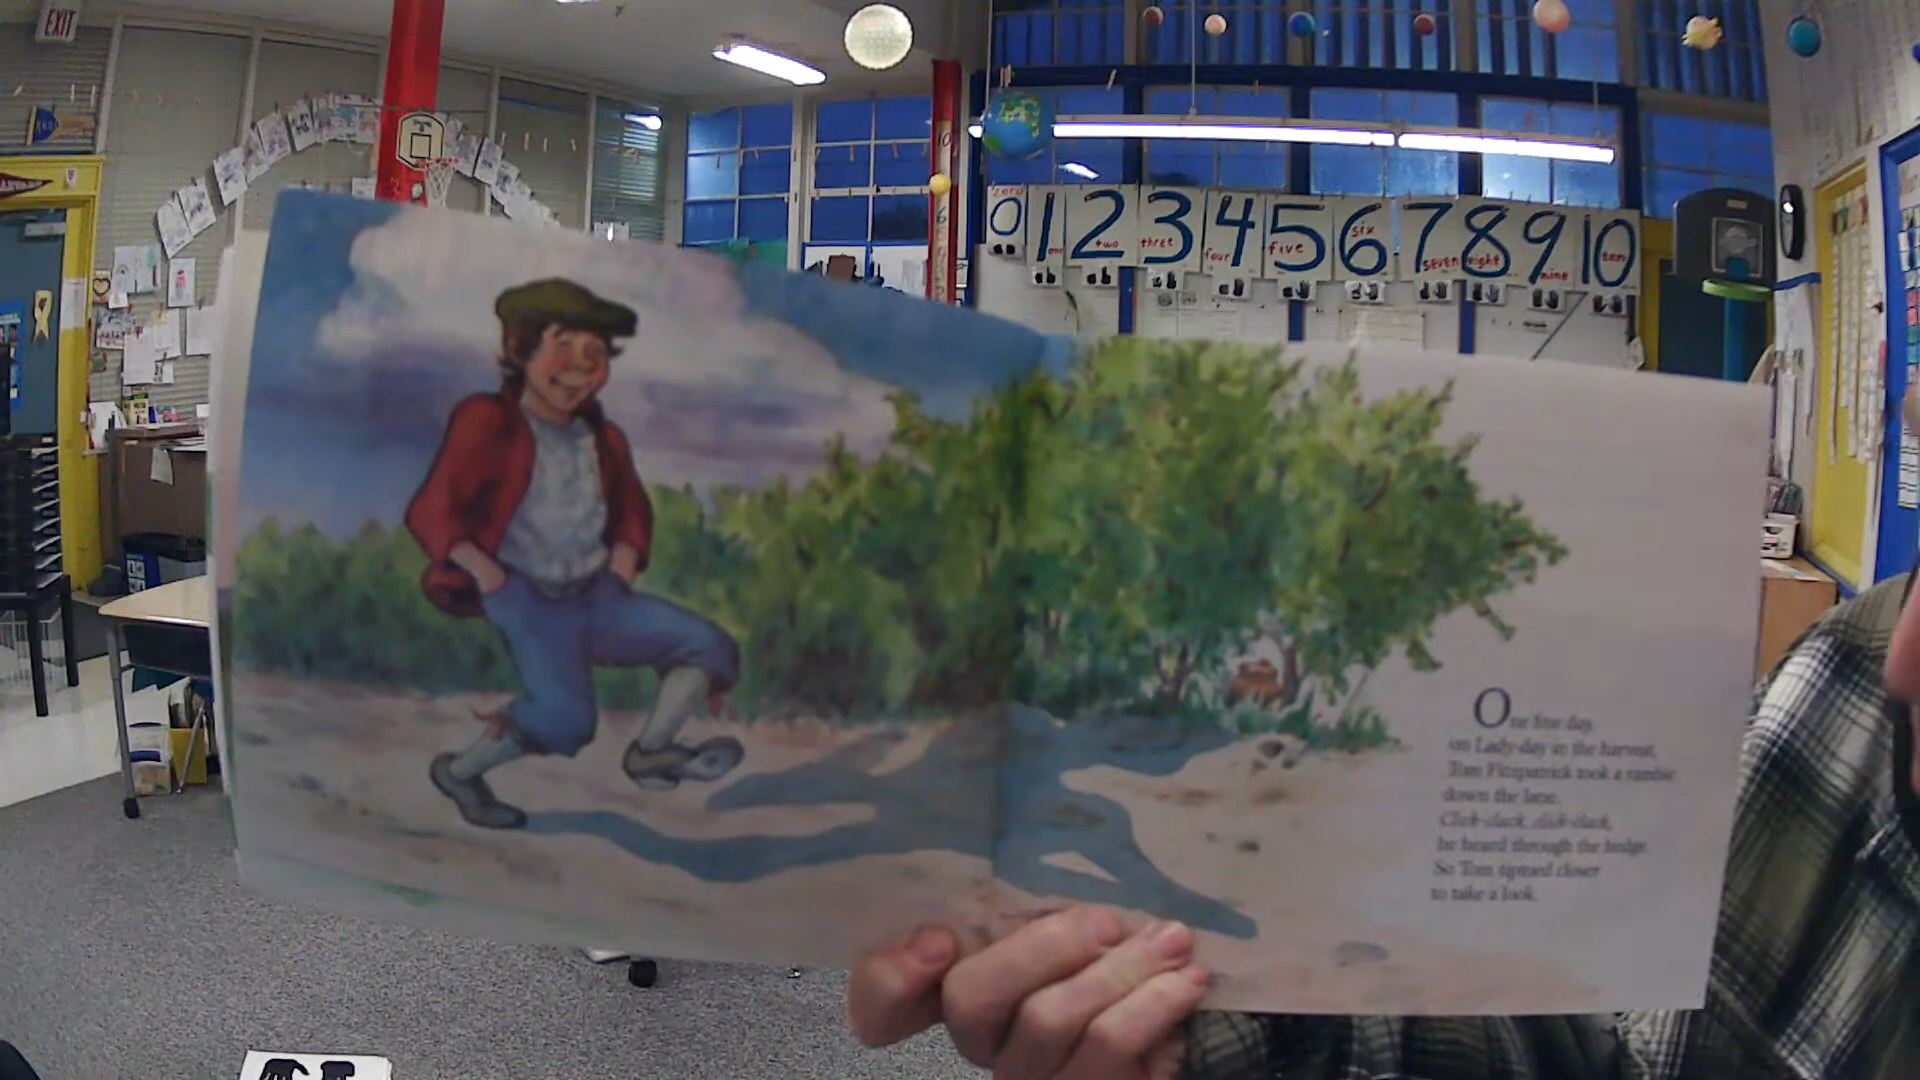 EXIT
zero one two three four five six seven eight nine ten
0 1 2 3 4 5 6 7 8 9 10
One fine day,
on Lady-day in the harvest,
Tom Fitzpatrick took a ramble
down the lane.
Click-clack, click-clack,
he heard through the hedge.
So Tom tiptoed closer
to take a look.